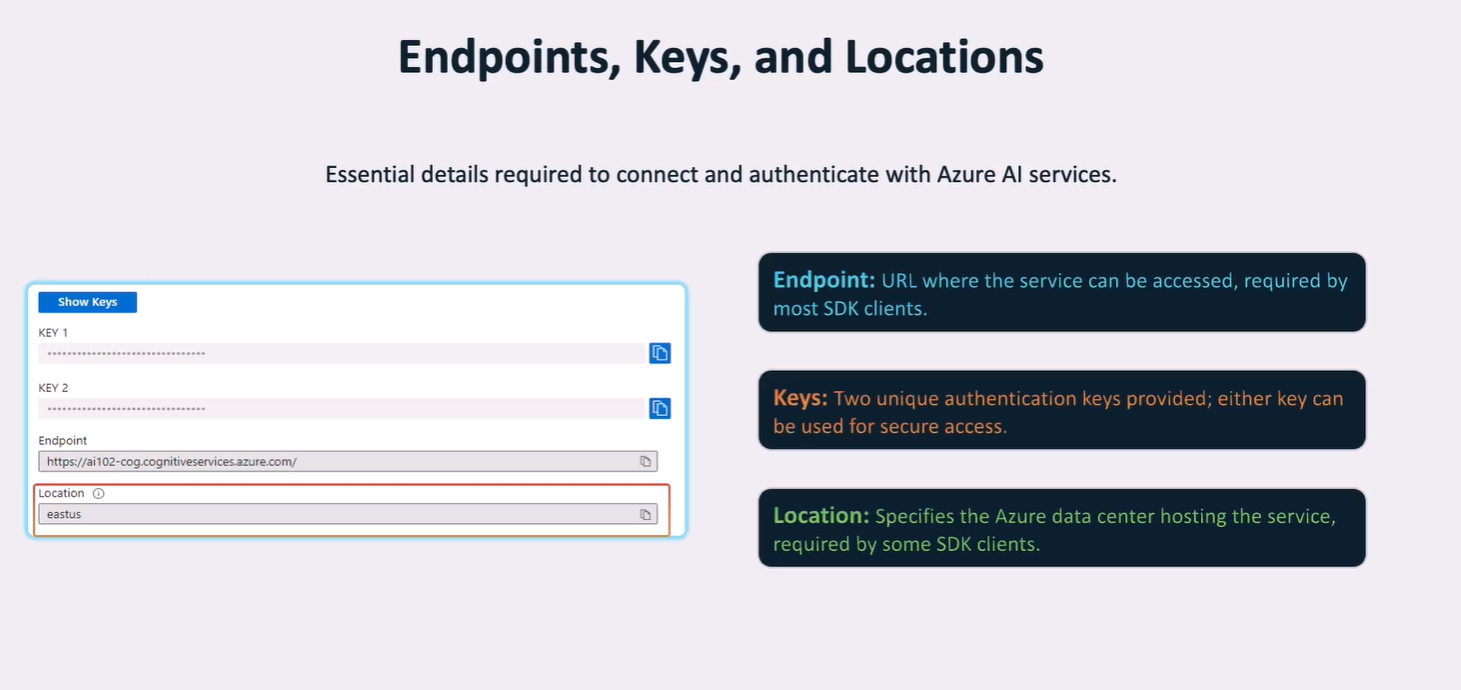 Endpoints, Keys, and Locations
Essential details required to connect and authenticate with Azure AI services.
Show Keys
KEY 1
••••••••••••••••••••••••••••••••
KEY 2
••••••••••••••••••••••••••••••••
Endpoint
https://ai102-cog.cognitiveservices.azure.com/
Location
eastus
Endpoint: URL where the service can be accessed, required by
most SDK clients.
Keys: Two unique authentication keys provided; either key can
be used for secure access.
Location: Specifies the Azure data center hosting the service,
required by some SDK clients.